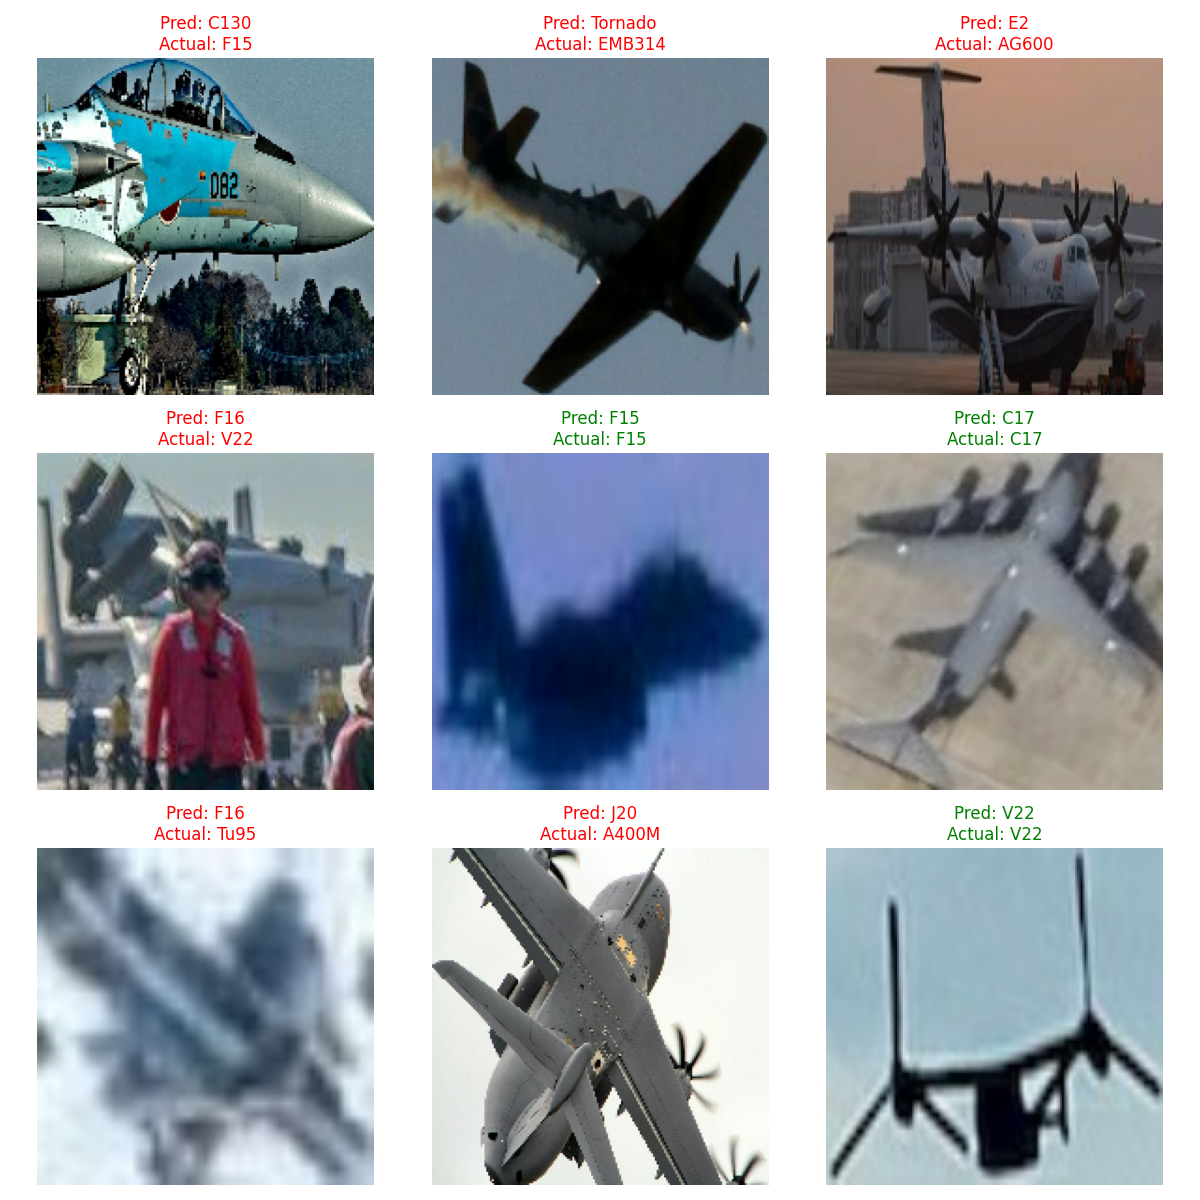 Pred: C130
Actual: F15
Pred: Tornado
Actual: EMB314
Pred: E2
Actual: AG600
082
Pred: F16
Actual: V22
Pred: F15
Actual: F15
Pred: C17
Actual: C17
Pred: F16
Actual: Tu95
Pred: J20
Actual: A400M
Pred: V22
Actual: V22